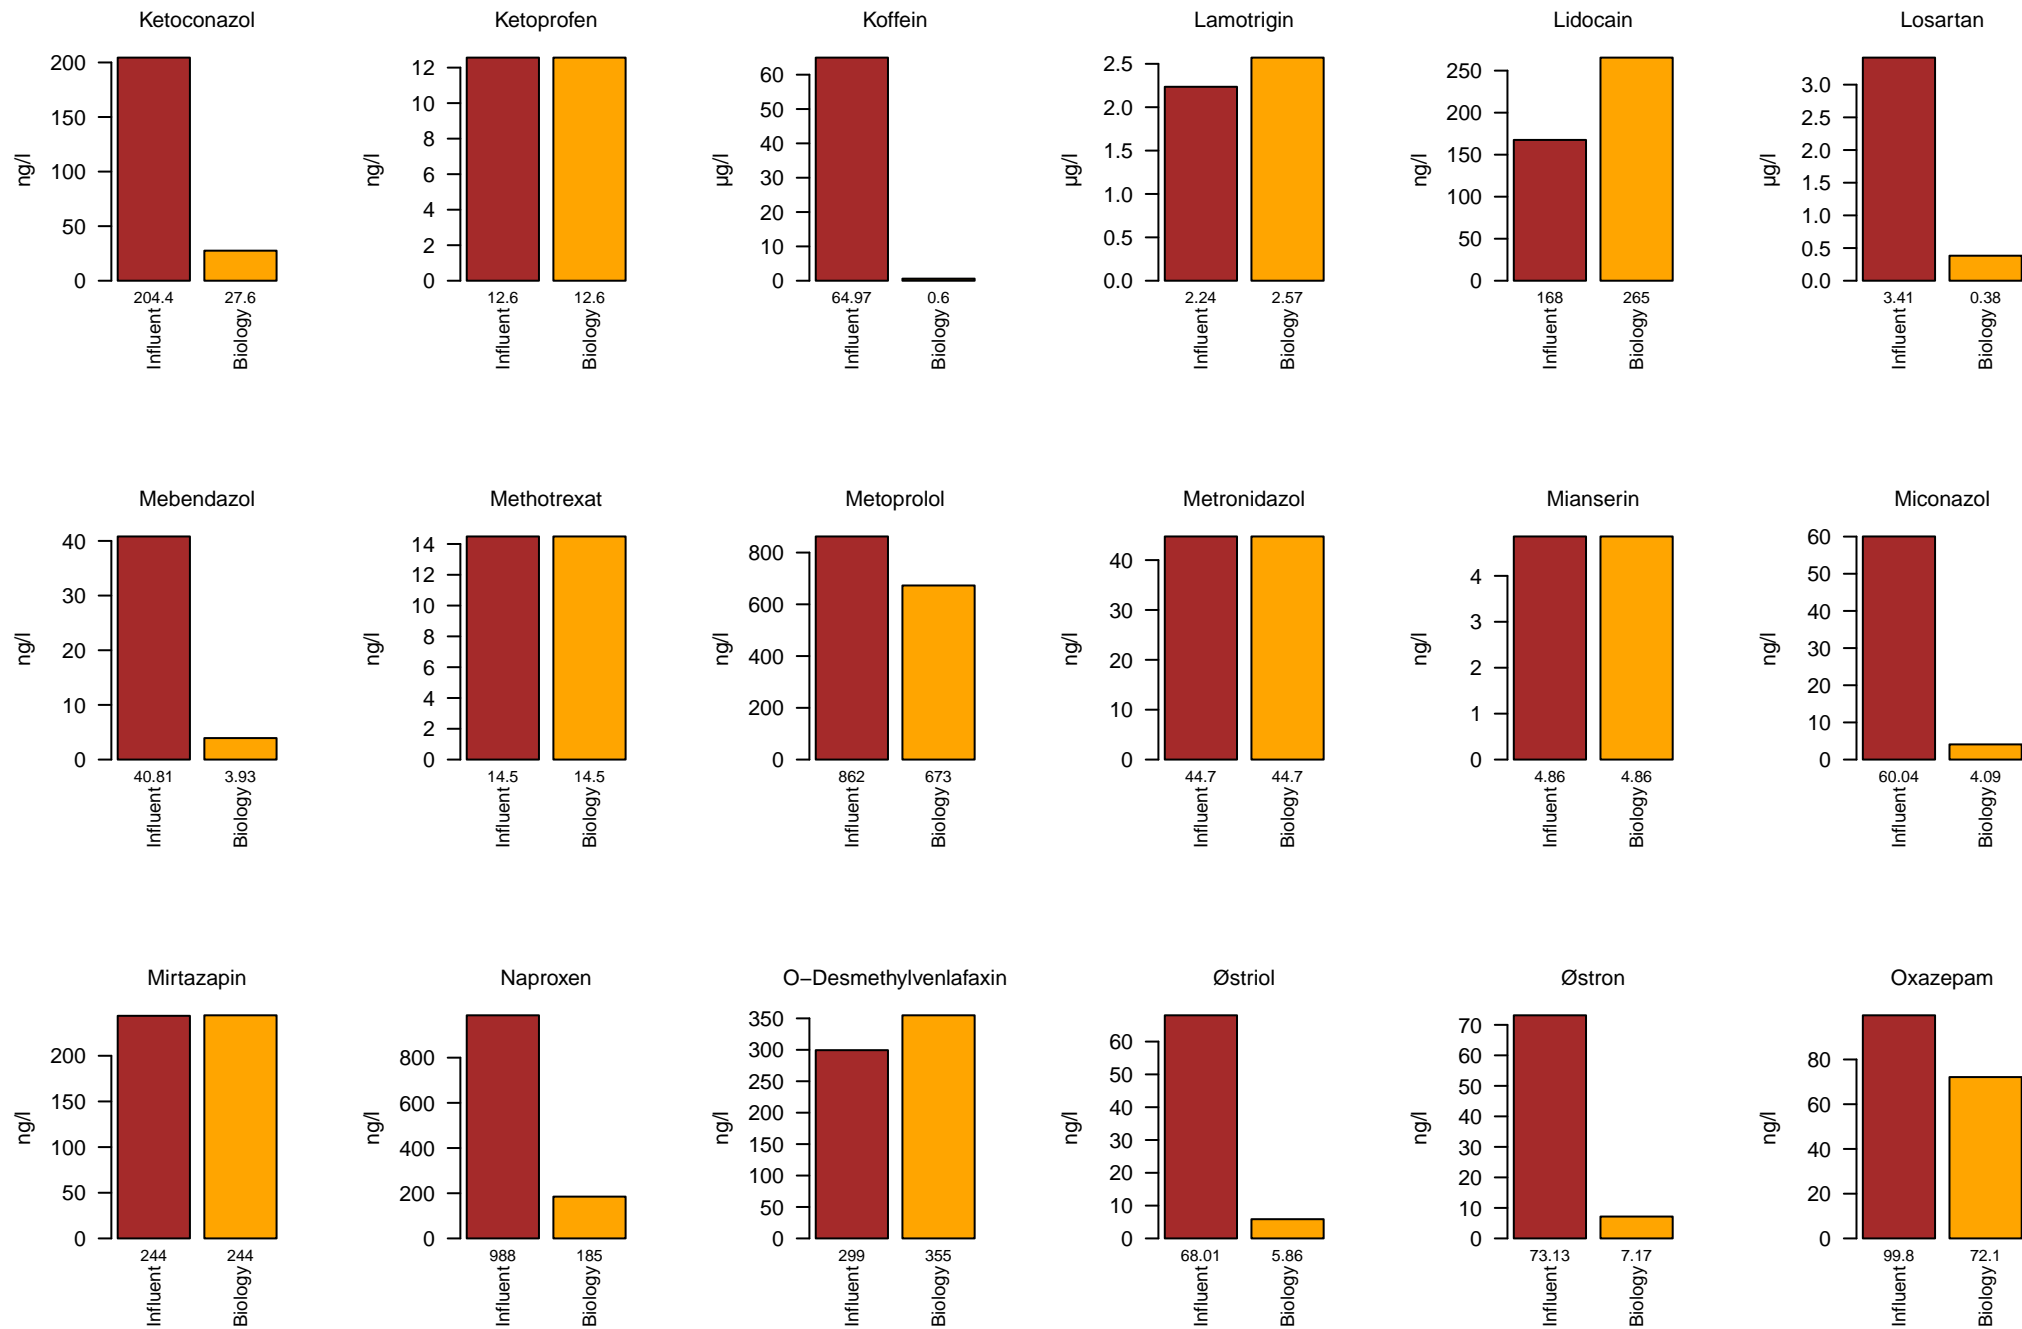 Ketoconazol
ng/l
200
150
100
50
0
204.4 27.6
Influent Biology
Ketoprofen
ng/l
12
10
8
6
4
2
0
12.6 12.6
Influent Biology
Koffein
µg/l
60
50
40
30
20
10
0
64.97 0.6
Influent Biology
Lamotrigin
µg/l
2.5
2.0
1.5
1.0
0.5
0.0
2.24 2.57
Influent Biology
Lidocain
ng/l
250
200
150
100
50
0
168 265
Influent Biology
Losartan
µg/l
3.0
2.5
2.0
1.5
1.0
0.5
0.0
3.41 0.38
Influent Biology
Mebendazol
ng/l
40
30
20
10
0
40.81 3.93
Influent Biology
Methotrexat
ng/l
14
12
10
8
6
4
2
0
14.5 14.5
Influent Biology
Metoprolol
ng/l
800
600
400
200
0
862 673
Influent Biology
Metronidazol
ng/l
40
30
20
10
0
44.7 44.7
Influent Biology
Mianserin
ng/l
4
3
2
1
0
4.86 4.86
Influent Biology
Miconazol
ng/l
60
50
40
30
20
10
0
60.04 4.09
Influent Biology
Mirtazapin
ng/l
200
150
100
50
0
244 244
Influent Biology
Naproxen
ng/l
800
600
400
200
0
988 185
Influent Biology
O−Desmethylvenlafaxin
ng/l
350
300
250
200
150
100
50
0
299 355
Influent Biology
Østriol
ng/l
60
50
40
30
20
10
0
68.01 5.86
Influent Biology
Østron
ng/l
70
60
50
40
30
20
10
0
73.13 7.17
Influent Biology
Oxazepam
ng/l
80
60
40
20
0
99.8 72.1
Influent Biology